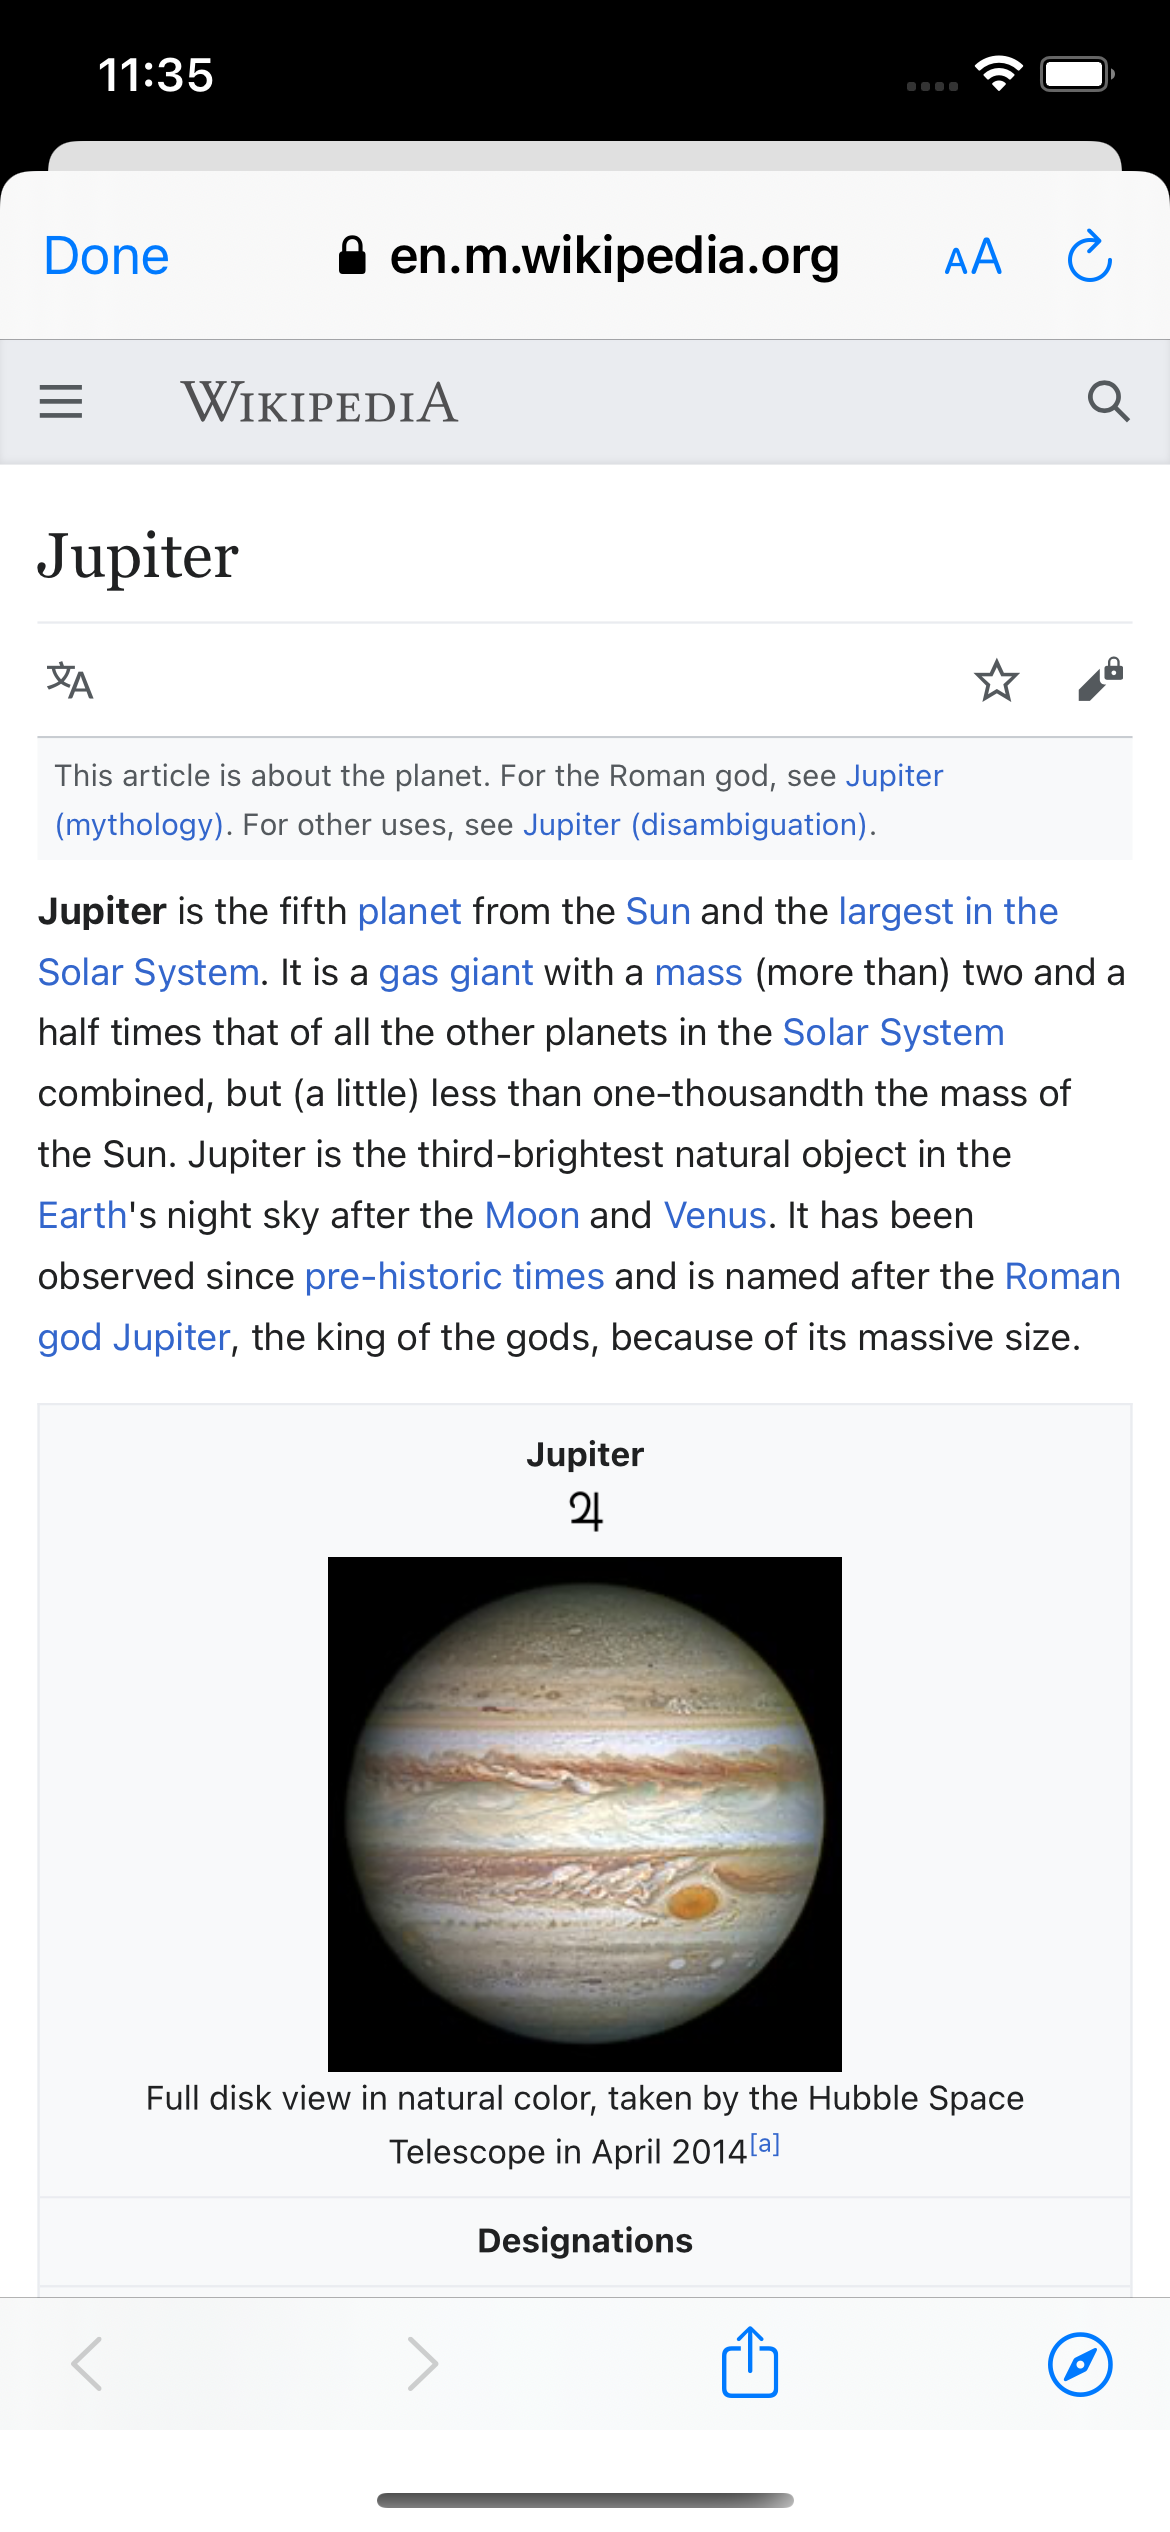 11:35
Done en.m.wikipedia.org AA
WIKIPEDIA
Jupiter
文A
This article is about the planet. For the Roman god, see Jupiter
(mythology). For other uses, see Jupiter (disambiguation).
Jupiter is the fifth planet from the Sun and the largest in the
Solar System. It is a gas giant with a mass (more than) two and a
half times that of all the other planets in the Solar System
combined, but (a little) less than one-thousandth the mass of
the Sun. Jupiter is the third-brightest natural object in the
Earth's night sky after the Moon and Venus. It has been
observed since pre-historic times and is named after the Roman
god Jupiter, the king of the gods, because of its massive size.
Jupiter
♃
Full disk view in natural color, taken by the Hubble Space
Telescope in April 2014[a]
Designations